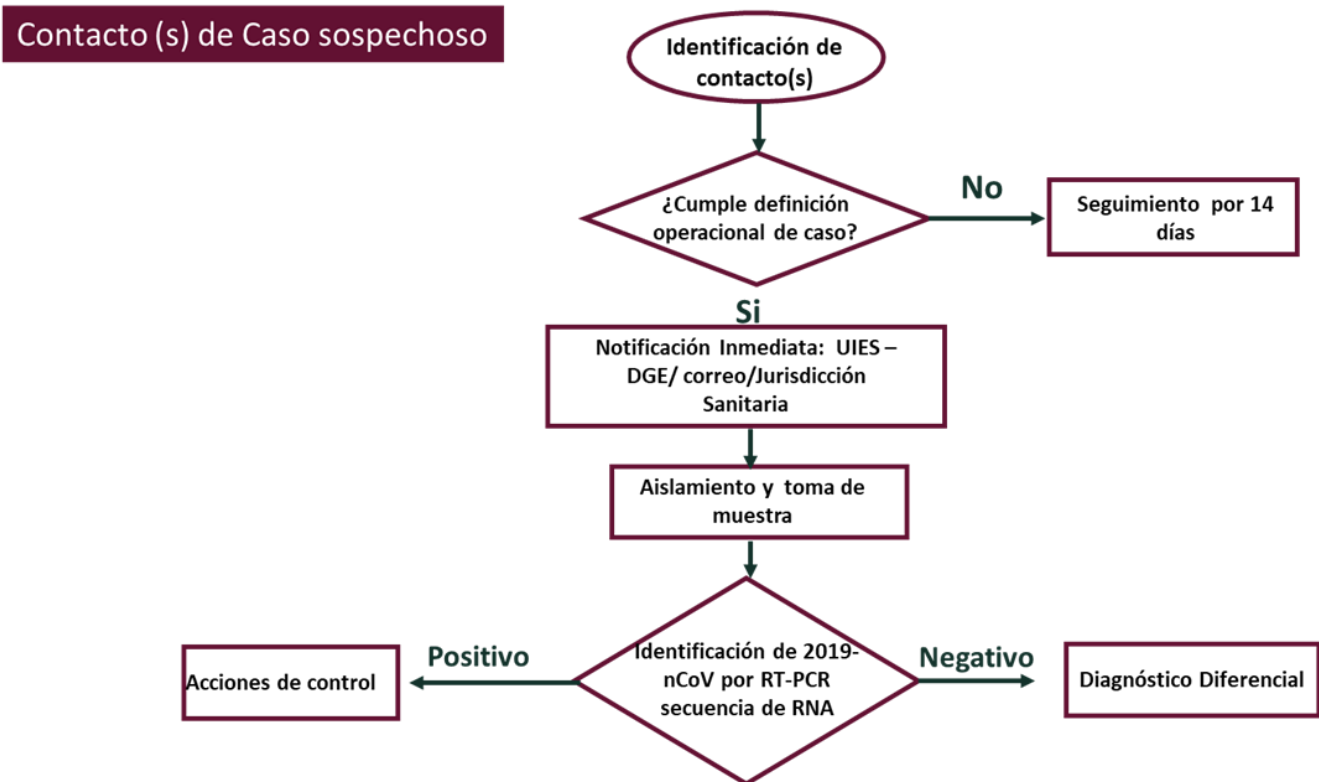 Contacto (s) de Caso sospechoso
Identificación de
contacto(s)
¿Cumple definición
operacional de caso?
No
Seguimiento por 14
días
Si
Notificación Inmediata: UIES –
DGE/ correo/Jurisdicción
Sanitaria
Aislamiento y toma de
muestra
Identificación de 2019-
nCoV por RT-PCR
secuencia de RNA
Positivo
Acciones de control
Negativo
Diagnóstico Diferencial